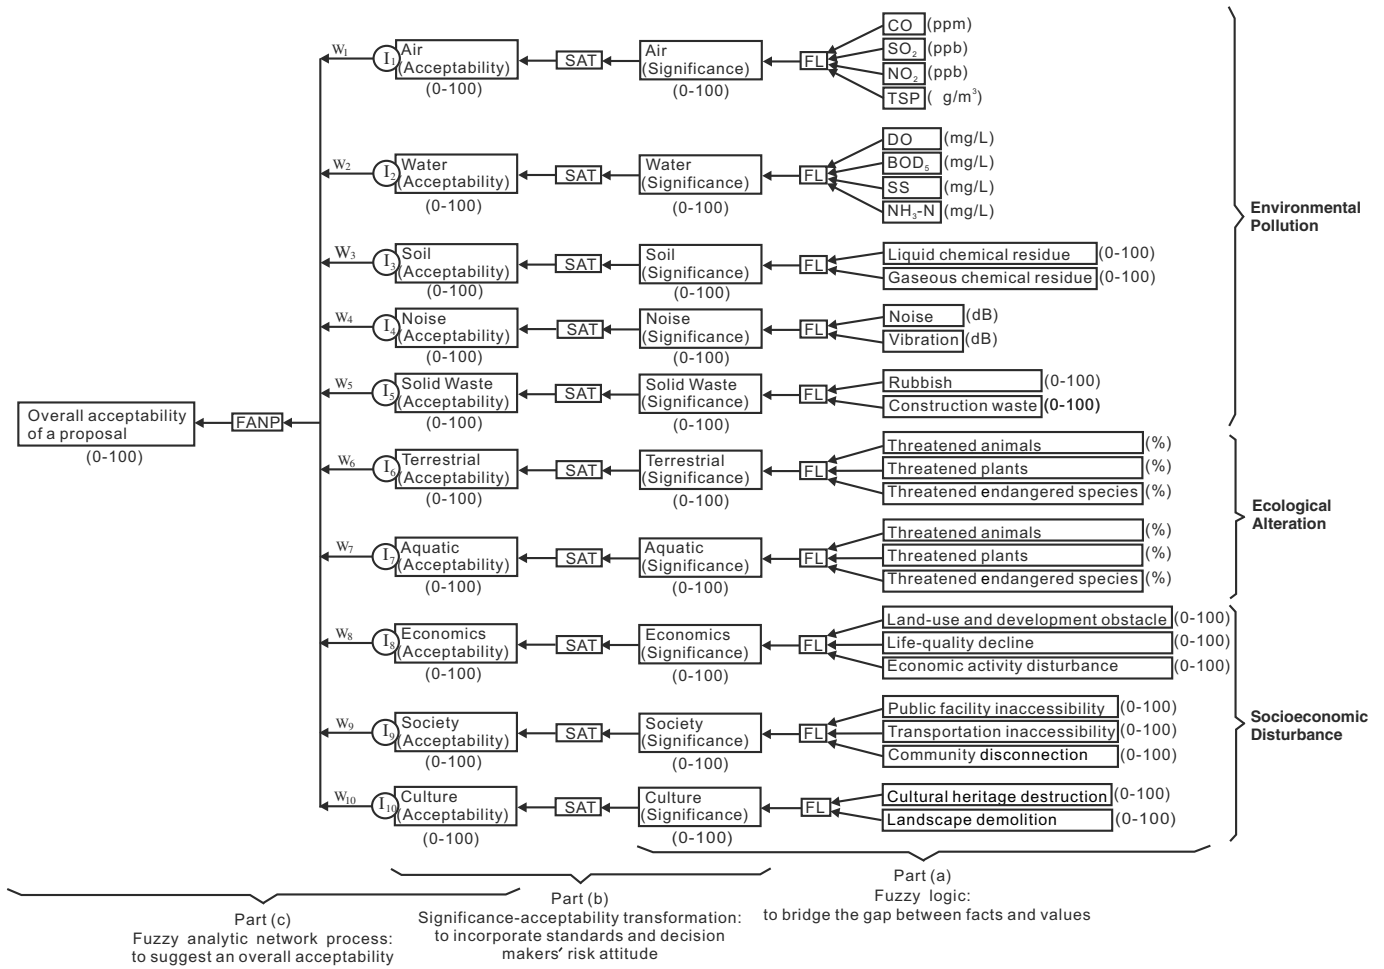 CO (ppm)
SO₂ (ppb)
NO₂ (ppb)
TSP ( g/m³)
W₁ I₁ Air
(Acceptability)
(0-100)
SAT
Air
(Significance)
(0-100)
FL
DO (mg/L)
BOD₅ (mg/L)
SS (mg/L)
NH₃-N (mg/L)
W₂ I₂ Water
(Acceptability)
(0-100)
SAT
Water
(Significance)
(0-100)
FL
Environmental
Pollution
W₃ I₃ Soil
(Acceptability)
(0-100)
SAT
Soil
(Significance)
(0-100)
FL
Liquid chemical residue (0-100)
Gaseous chemical residue (0-100)
W₄ I₄ Noise
(Acceptability)
(0-100)
SAT
Noise
(Significance)
(0-100)
FL
Noise (dB)
Vibration (dB)
W₅ I₅ Solid Waste
(Acceptability)
(0-100)
SAT
Solid Waste
(Significance)
(0-100)
FL
Rubbish (0-100)
Construction waste (0-100)
Overall acceptability
of a proposal
(0-100)
FANP
W₆ I₆ Terrestrial
(Acceptability)
(0-100)
SAT
Terrestrial
(Significance)
(0-100)
FL
Threatened animals (%)
Threatened plants (%)
Threatened endangered species (%)
Ecological
Alteration
W₇ I₇ Aquatic
(Acceptability)
(0-100)
SAT
Aquatic
(Significance)
(0-100)
FL
Threatened animals (%)
Threatened plants (%)
Threatened endangered species (%)
W₈ I₈ Economics
(Acceptability)
(0-100)
SAT
Economics
(Significance)
(0-100)
FL
Land-use and development obstacle (0-100)
Life-quality decline (0-100)
Economic activity disturbance (0-100)
W₉ I₉ Society
(Acceptability)
(0-100)
SAT
Society
(Significance)
(0-100)
FL
Public facility inaccessibility (0-100)
Transportation inaccessibility (0-100)
Community disconnection (0-100)
Socioeconomic
Disturbance
W₁₀ I₁₀ Culture
(Acceptability)
(0-100)
SAT
Culture
(Significance)
(0-100)
FL
Cultural heritage destruction (0-100)
Landscape demolition (0-100)
Part (a)
Fuzzy logic:
to bridge the gap between facts and values
Part (b)
Significance-acceptability transformation:
to incorporate standards and decision
makers′ risk attitude
Part (c)
Fuzzy analytic network process:
to suggest an overall acceptability